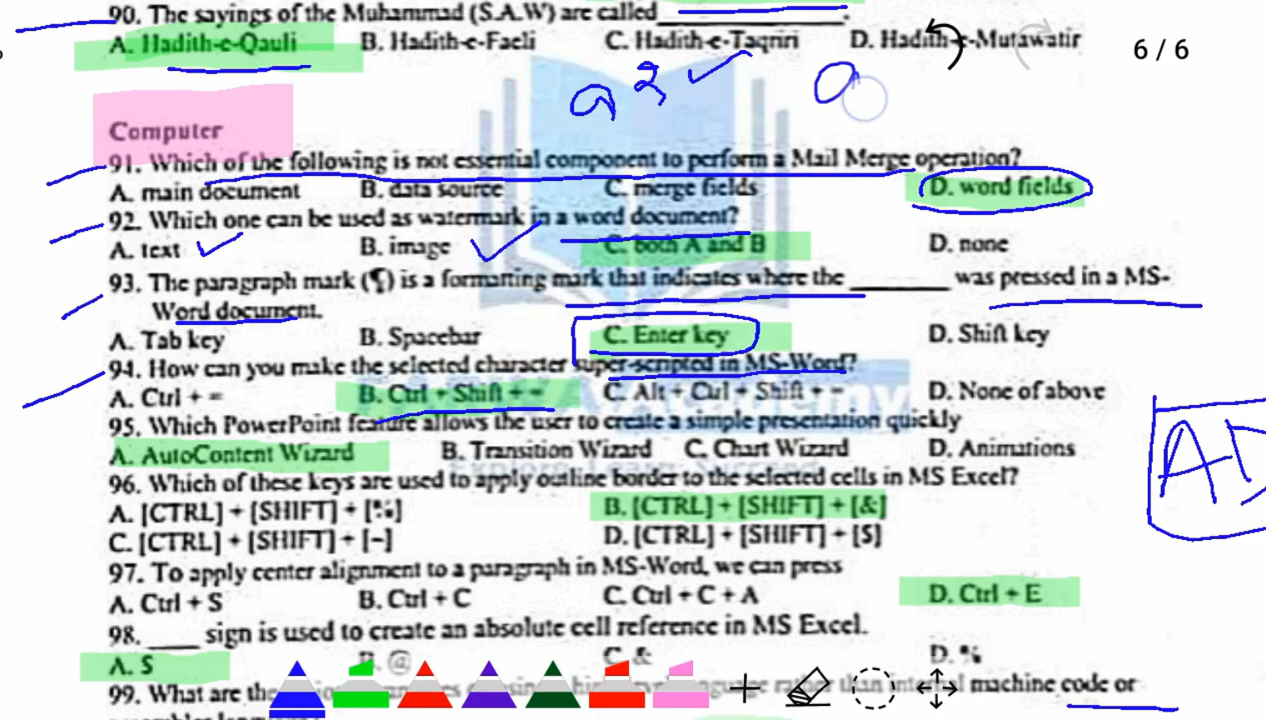 90. The sayings of the Muhammad (S.A.W) are called ____________.
A. Hadith-e-Qauli B. Hadith-e-Faeli C. Hadith-e-Taqriri D. Hadith-e-Mutawatir
6 / 6
a²
Computer
91. Which of the following is not essential component to perform a Mail Merge operation?
A. main document B. data source C. merge fields D. word fields
92. Which one can be used as watermark in a word document?
A. text B. image C. both A and B D. none
93. The paragraph mark (¶) is a formatting mark that indicates where the ________ was pressed in a MS-
Word document.
A. Tab key B. Spacebar C. Enter key D. Shift key
94. How can you make the selected character super-scripted in MS-Word?
A. Ctrl + = B. Ctrl + Shift + = C. Alt + Ctrl + Shift + = D. None of above
95. Which PowerPoint feature allows the user to create a simple presentation quickly
A. AutoContent Wizard B. Transition Wizard C. Chart Wizard D. Animations
96. Which of these keys are used to apply outline border to the selected cells in MS Excel?
A. [CTRL] + [SHIFT] + [%] B. [CTRL] + [SHIFT] + [&]
C. [CTRL] + [SHIFT] + [~] D. [CTRL] + [SHIFT] + [$]
97. To apply center alignment to a paragraph in MS-Word, we can press
A. Ctrl + S B. Ctrl + C C. Ctrl + C + A D. Ctrl + E
98. ____ sign is used to create an absolute cell reference in MS Excel.
A. $ B. @ C. & D. %
99. What are the language rather than internal machine code or